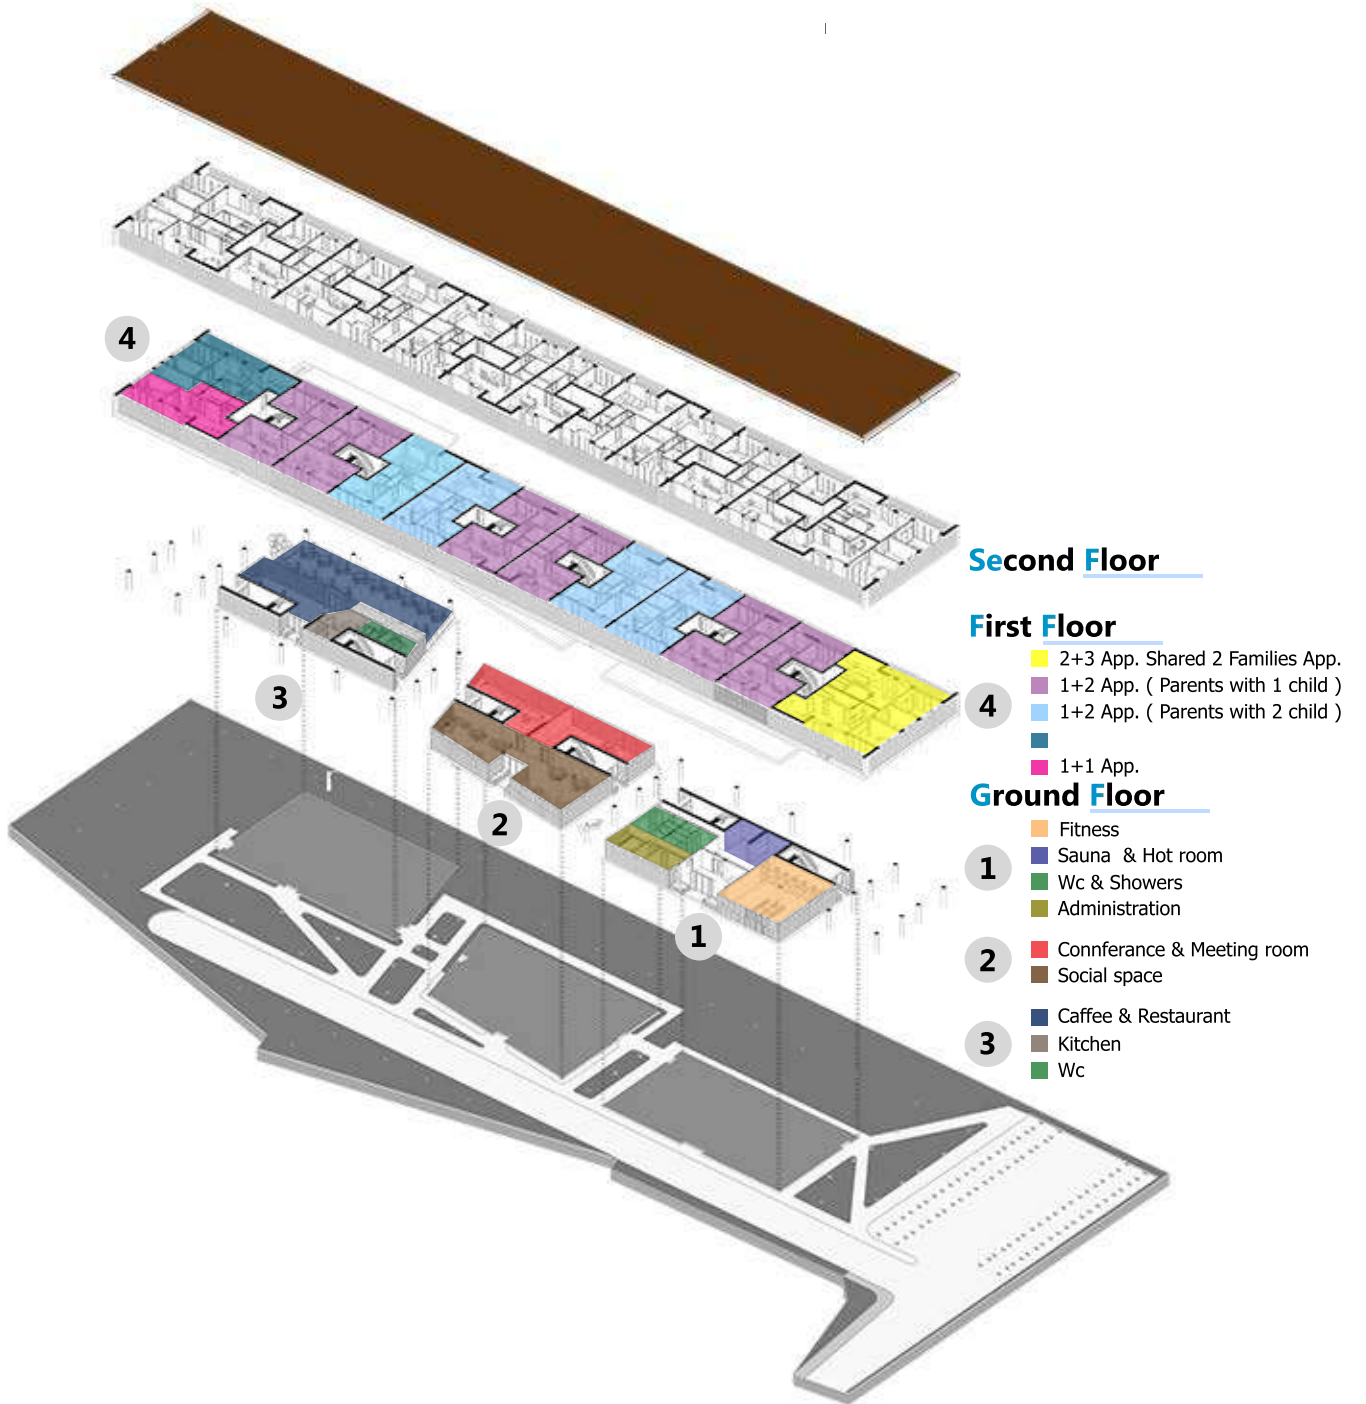 4
Second Floor
First Floor
2+3 App. Shared 2 Families App.
1+2 App. ( Parents with 1 child )
4
1+2 App. ( Parents with 2 child )
1+1 App.
3
Ground Floor
2
Fitness
1
Sauna & Hot room
Wc & Showers
Administration
1
2
Connferance & Meeting room
Social space
3
Caffee & Restaurant
Kitchen
Wc